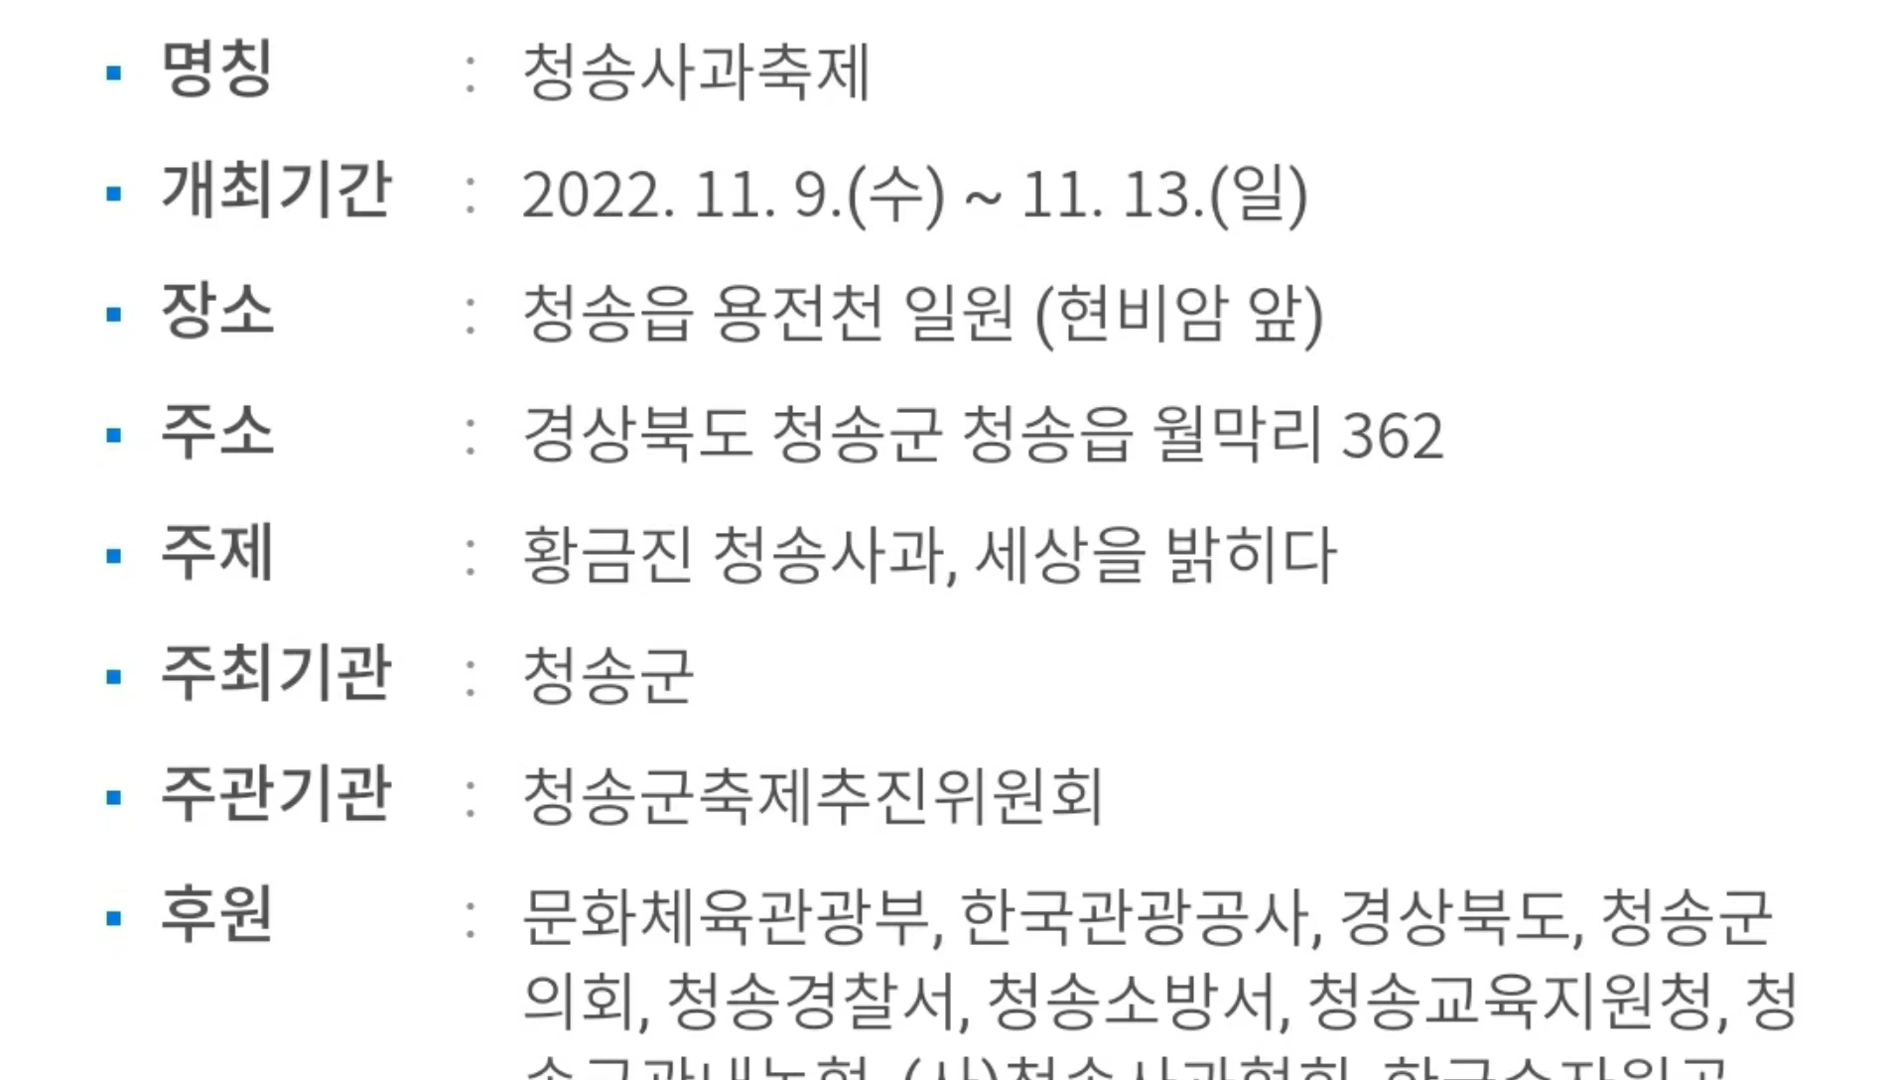 ▪ 명칭 : 청송사과축제
▪ 개최기간 : 2022. 11. 9.(수) ~ 11. 13.(일)
▪ 장소 : 청송읍 용전천 일원 (현비암 앞)
▪ 주소 : 경상북도 청송군 청송읍 월막리 362
▪ 주제 : 황금진 청송사과, 세상을 밝히다
▪ 주최기관 : 청송군
▪ 주관기관 : 청송군축제추진위원회
▪ 후원 : 문화체육관광부, 한국관광공사, 경상북도, 청송군
의회, 청송경찰서, 청송소방서, 청송교육지원청, 청